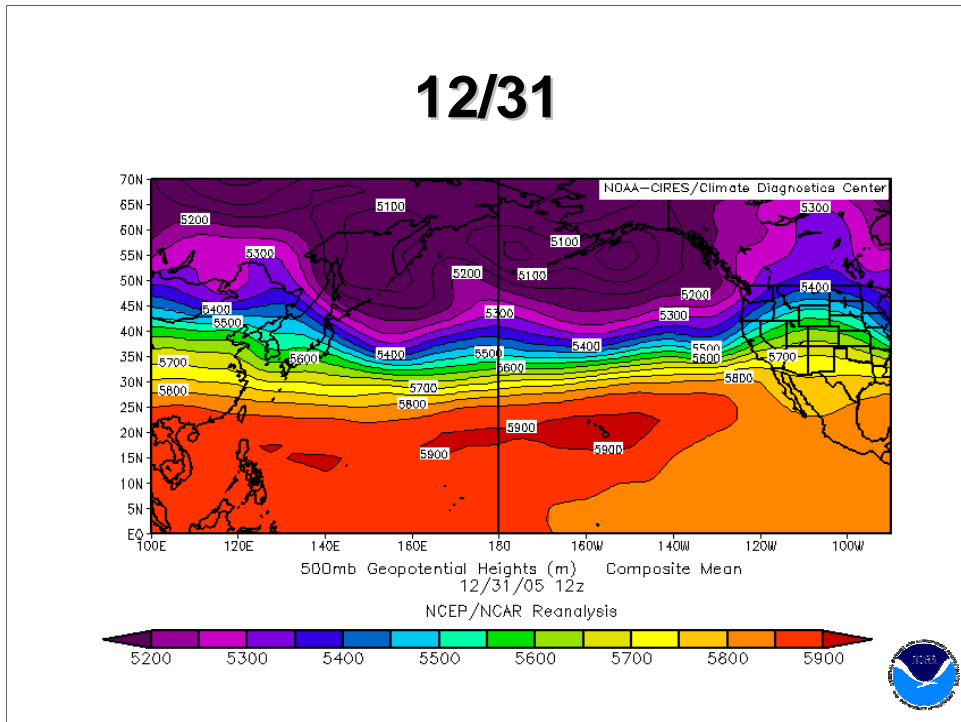 12/31
NOAA-CIRES/Climate Diagnostics Center
70N
65N
60N
55N
50N
45N
40N
35N
30N
25N
20N
15N
10N
5N
EQ
5100
5300
5200
5100
5300
5200
5100
5400
5200
5400
5300
5300
5500
5600
5400
5500
5400
5500
5600
5700
5700
5600
5700
5800
5800
5800
5900
5900
5900
100E 120E 140E 160E 180 160W 140W 120W 100W
500mb Geopotential Heights (m) Composite Mean
12/31/05 12z
NCEP/NCAR Reanalysis
5200 5300 5400 5500 5600 5700 5800 5900
NOAA